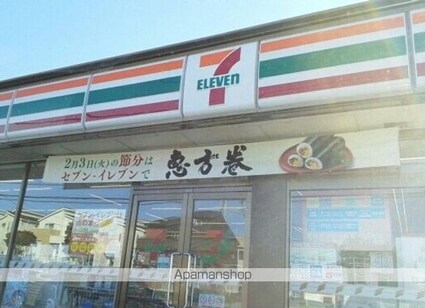 7
ELEVEn
2月3日(火)の節分は
セブン-イレブンで
恵方巻
Apamanshop